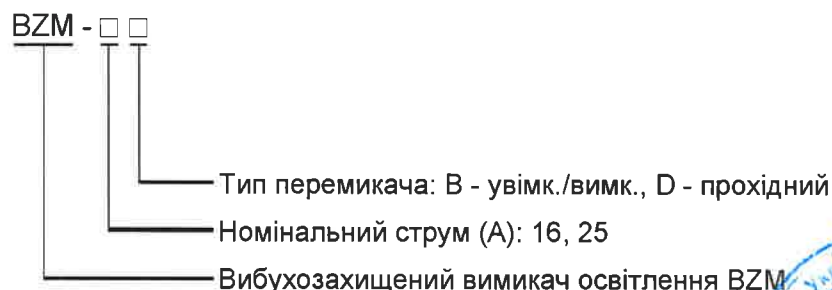 BZM - □ □
Тип перемикача: В - увімк./вимк., D - прохідний
Номінальний струм (А): 16, 25
Вибухозахищений вимикач освітлення BZM